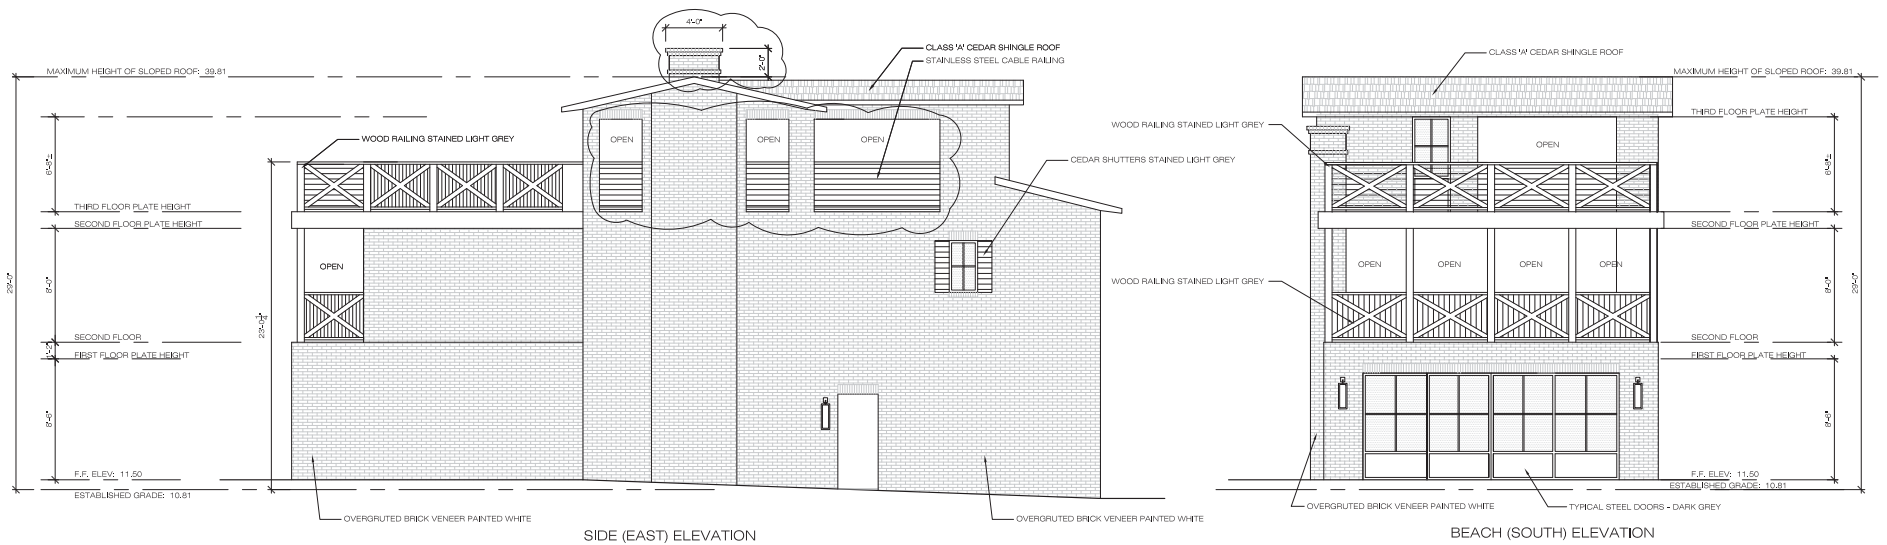 4'-0"
2'-0"
CLASS 'A' CEDAR SHINGLE ROOF
STAINLESS STEEL CABLE RAILING
MAXIMUM HEIGHT OF SLOPED ROOF: 39.81
WOOD RAILING STAINED LIGHT GREY
OPEN
OPEN
OPEN
CEDAR SHUTTERS STAINED LIGHT GREY
6'-8"±
THIRD FLOOR PLATE HEIGHT
SECOND FLOOR PLATE HEIGHT
OPEN
29'-0"
8'-0"
23'-0 1/4"
SECOND FLOOR
1'-2"
FIRST FLOOR PLATE HEIGHT
8'-6"
F.F. ELEV: 11.50
ESTABLISHED GRADE: 10.81
OVERGRUTED BRICK VENEER PAINTED WHITE
OVERGRUTED BRICK VENEER PAINTED WHITE
SIDE (EAST) ELEVATION
CLASS 'A' CEDAR SHINGLE ROOF
MAXIMUM HEIGHT OF SLOPED ROOF: 39.81
THIRD FLOOR PLATE HEIGHT
WOOD RAILING STAINED LIGHT GREY
OPEN
6'-8"±
SECOND FLOOR PLATE HEIGHT
OPEN
OPEN
OPEN
OPEN
WOOD RAILING STAINED LIGHT GREY
8'-0"
29'-0"
SECOND FLOOR
FIRST FLOOR PLATE HEIGHT
8'-6"
F.F. ELEV: 11.50
ESTABLISHED GRADE: 10.81
OVERGRUTED BRICK VENEER PAINTED WHITE
TYPICAL STEEL DOORS - DARK GREY
BEACH (SOUTH) ELEVATION